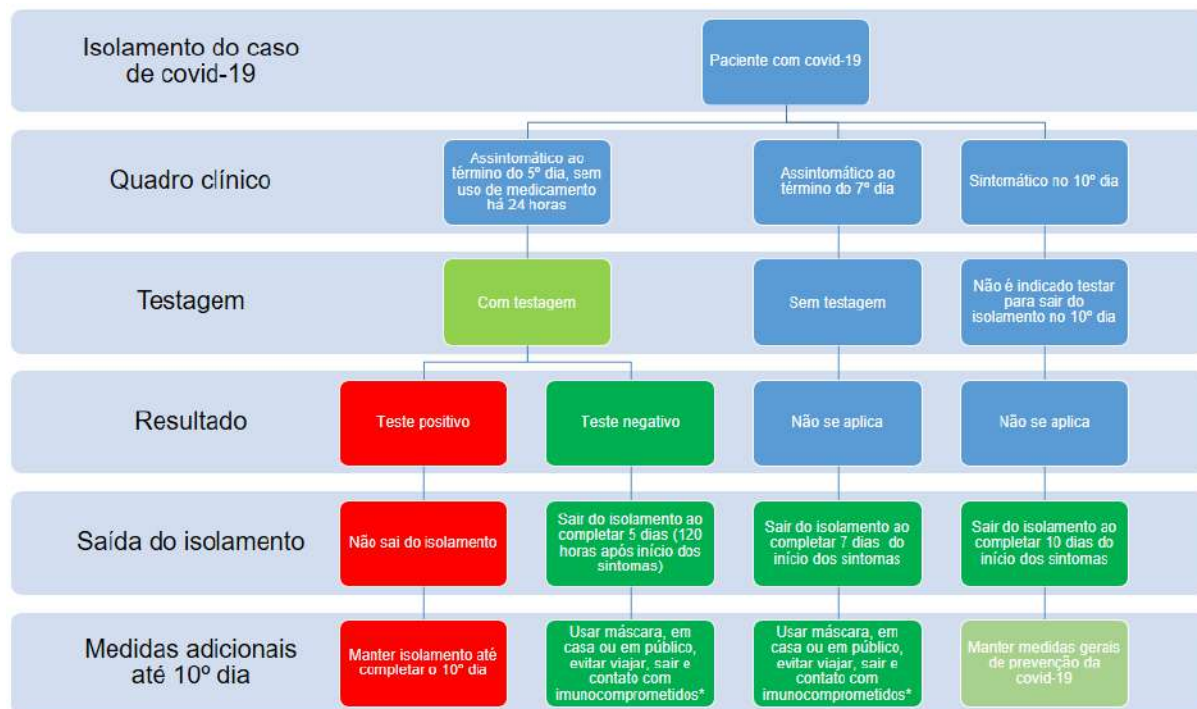 Isolamento do caso
de covid-19
Paciente com covid-19
Quadro clínico
Assintomático ao
término do 5º dia, sem
uso de medicamento
há 24 horas
Assintomático ao
término do 7º dia
Sintomático no 10º dia
Testagem
Com testagem
Sem testagem
Não é indicado testar
para sair do
isolamento no 10º dia
Resultado
Teste positivo
Teste negativo
Não se aplica
Não se aplica
Saída do isolamento
Não sai do isolamento
Sair do isolamento ao
completar 5 dias (120
horas após início dos
sintomas)
Sair do isolamento ao
completar 7 dias do
início dos sintomas
Sair do isolamento ao
completar 10 dias do
início dos sintomas
Medidas adicionais
até 10º dia
Manter isolamento até
completar o 10º dia
Usar máscara, em
casa ou em público,
evitar viajar, sair e
contato com
imunocomprometidos*
Usar máscara, em
casa ou em público,
evitar viajar, sair e
contato com
imunocomprometidos*
Manter medidas gerais
de prevenção da
covid-19